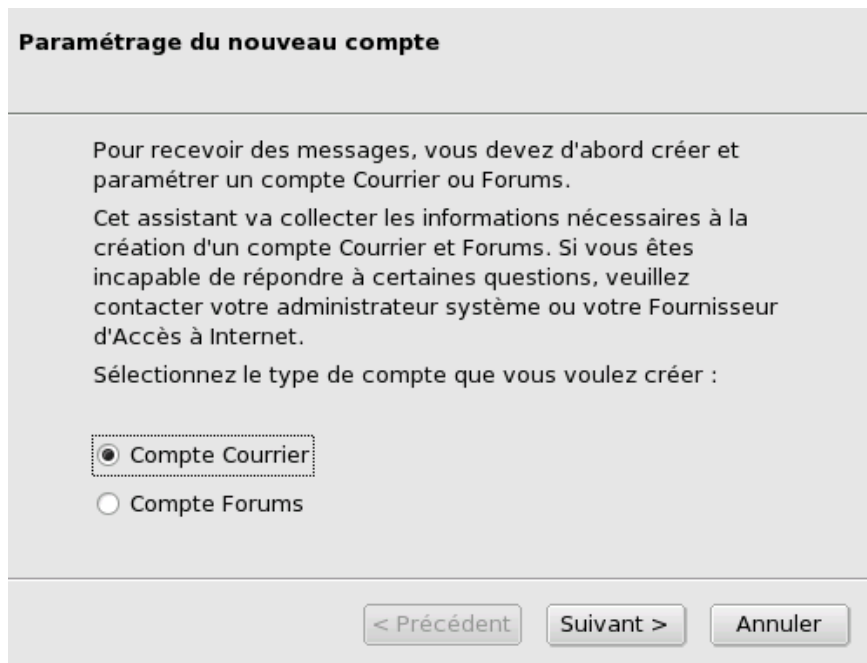 Paramétrage du nouveau compte
Pour recevoir des messages, vous devez d'abord créer et
paramétrer un compte Courrier ou Forums.
Cet assistant va collecter les informations nécessaires à la
création d'un compte Courrier et Forums. Si vous êtes
incapable de répondre à certaines questions, veuillez
contacter votre administrateur système ou votre Fournisseur
d'Accès à Internet.
Sélectionnez le type de compte que vous voulez créer :
Compte Courrier
Compte Forums
< Précédent Suivant > Annuler